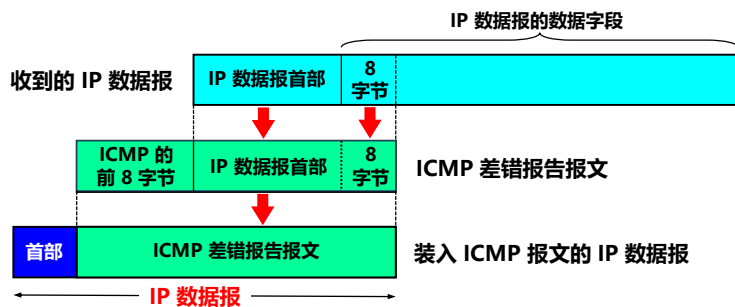 IP 数据报的数据字段
收到的 IP 数据报
IP 数据报首部
8
字节
ICMP 的
前 8 字节
IP 数据报首部
8
字节
ICMP 差错报告报文
首部
ICMP 差错报告报文
装入 ICMP 报文的 IP 数据报
IP 数据报